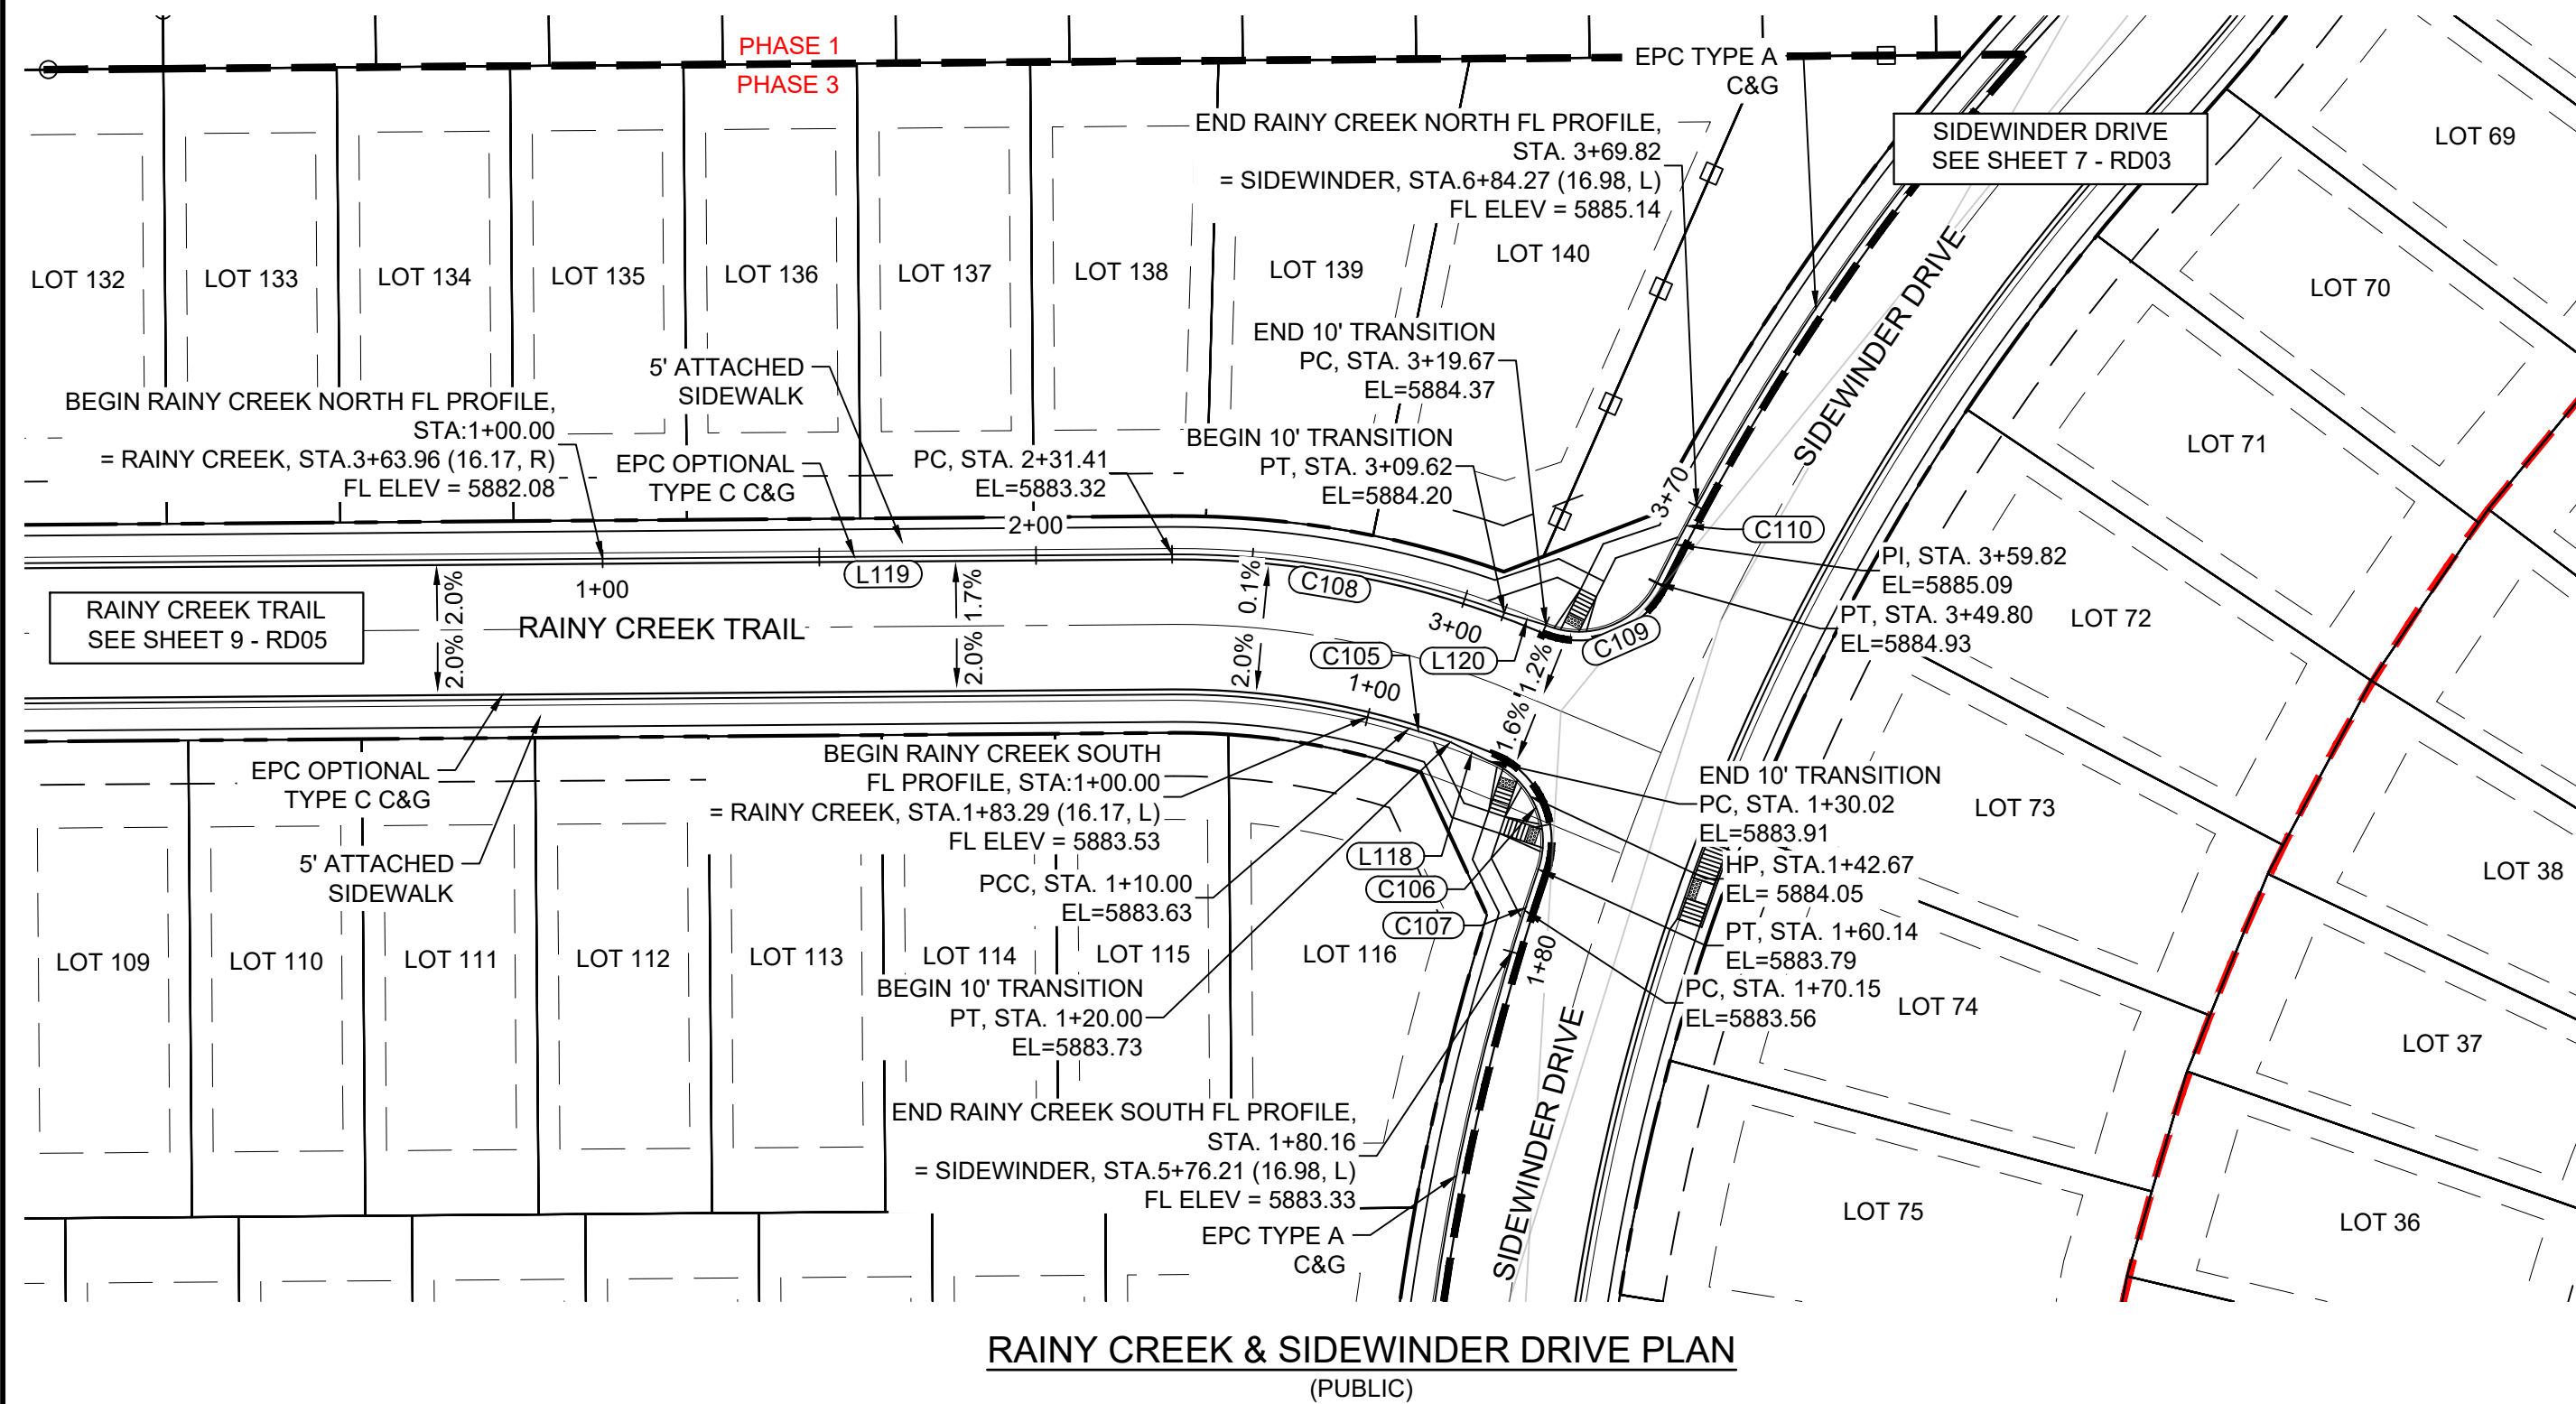 PHASE 1
PHASE 3
EPC TYPE A
C&G
SIDEWINDER DRIVE
SEE SHEET 7 - RD03
LOT 69
END RAINY CREEK NORTH FL PROFILE,
STA. 3+69.82
= SIDEWINDER, STA.6+84.27 (16.98, L)
FL ELEV = 5885.14
LOT 132
LOT 133
LOT 134
LOT 135
LOT 136
LOT 137
LOT 138
LOT 139
LOT 140
LOT 70
SIDEWINDER DRIVE
END 10' TRANSITION
PC, STA. 3+19.67
EL=5884.37
5' ATTACHED
SIDEWALK
BEGIN RAINY CREEK NORTH FL PROFILE,
STA:1+00.00
= RAINY CREEK, STA.3+63.96 (16.17, R)
FL ELEV = 5882.08
EPC OPTIONAL
TYPE C C&G
PC, STA. 2+31.41
EL=5883.32
BEGIN 10' TRANSITION
PT, STA. 3+09.62
EL=5884.20
LOT 71
3+70
2+00
C110
PI, STA. 3+59.82
EL=5885.09
PT, STA. 3+49.80
EL=5884.93
LOT 72
L119
C108
1+00
2.0%
1.7%
0.1%
RAINY CREEK TRAIL
SEE SHEET 9 - RD05
RAINY CREEK TRAIL
2.0%
2.0%
2.0%
3+00
C109
C105
L120
1+00
1.2%
1.6%
EPC OPTIONAL
TYPE C C&G
BEGIN RAINY CREEK SOUTH
FL PROFILE, STA:1+00.00
= RAINY CREEK, STA.1+83.29 (16.17, L)
FL ELEV = 5883.53
END 10' TRANSITION
PC, STA. 1+30.02
EL=5883.91
LOT 73
HP, STA.1+42.67
EL= 5884.05
5' ATTACHED
SIDEWALK
L118
C106
C107
PCC, STA. 1+10.00
EL=5883.63
PT, STA. 1+60.14
EL=5883.79
LOT 38
LOT 109
LOT 110
LOT 111
LOT 112
LOT 113
LOT 114
LOT 115
LOT 116
1+80
PC, STA. 1+70.15
EL=5883.56
LOT 74
BEGIN 10' TRANSITION
PT, STA. 1+20.00
EL=5883.73
LOT 37
SIDEWINDER DRIVE
END RAINY CREEK SOUTH FL PROFILE,
STA. 1+80.16
= SIDEWINDER, STA.5+76.21 (16.98, L)
FL ELEV = 5883.33
EPC TYPE A
C&G
LOT 75
LOT 36
RAINY CREEK & SIDEWINDER DRIVE PLAN
(PUBLIC)